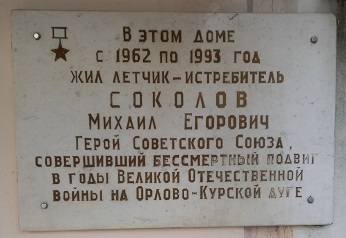 В ЭТОМ ДОМЕ
С 1962 ПО 1993 ГОД
ЖИЛ ЛЕТЧИК-ИСТРЕБИТЕЛЬ
СОКОЛОВ
МИХАИЛ ЕГОРОВИЧ
ГЕРОЙ СОВЕТСКОГО СОЮЗА,
СОВЕРШИВШИЙ БЕССМЕРТНЫЙ ПОДВИГ
В ГОДЫ ВЕЛИКОЙ ОТЕЧЕСТВЕННОЙ
ВОЙНЫ НА ОРЛОВО-КУРСКОЙ ДУГЕ